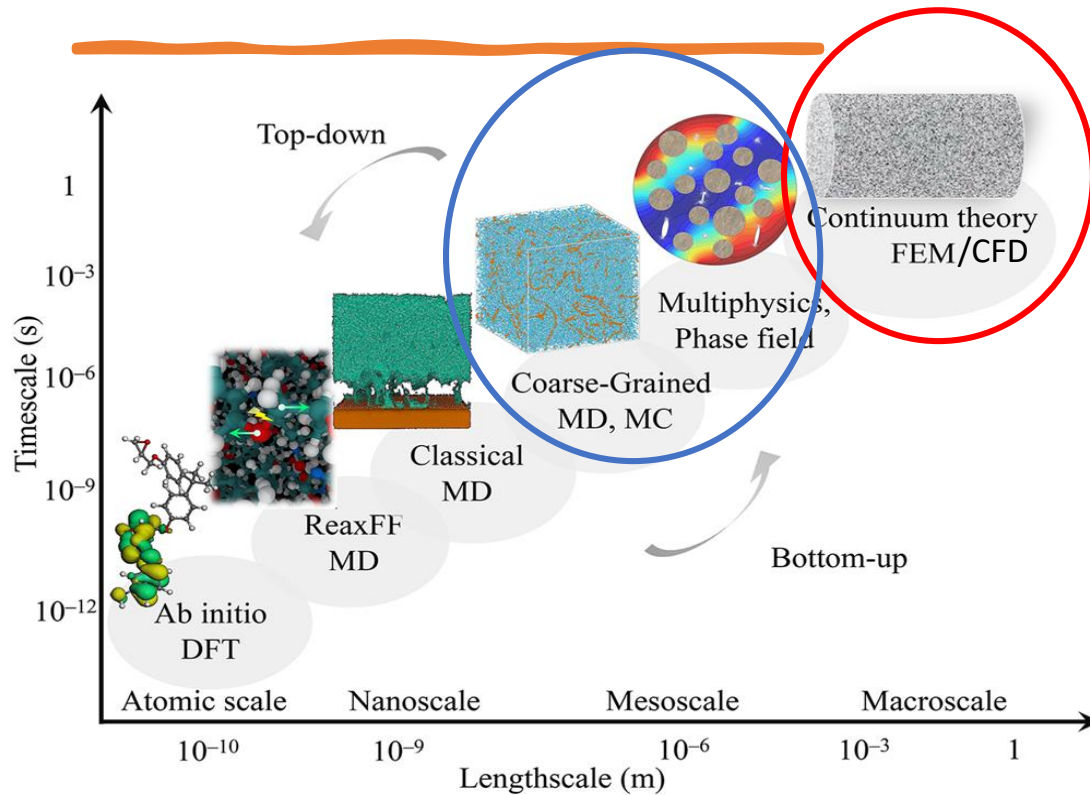 Top-down
Continuum theory
FEM/CFD
Multiphysics,
Phase field
Coarse-Grained
MD, MC
Classical
MD
ReaxFF
MD
Ab initio
DFT
Bottom-up
Timescale (s)
1
10⁻³
10⁻⁶
10⁻⁹
10⁻¹²
Atomic scale Nanoscale Mesoscale Macroscale
10⁻¹⁰ 10⁻⁹ 10⁻⁶ 10⁻³ 1
Lengthscale (m)